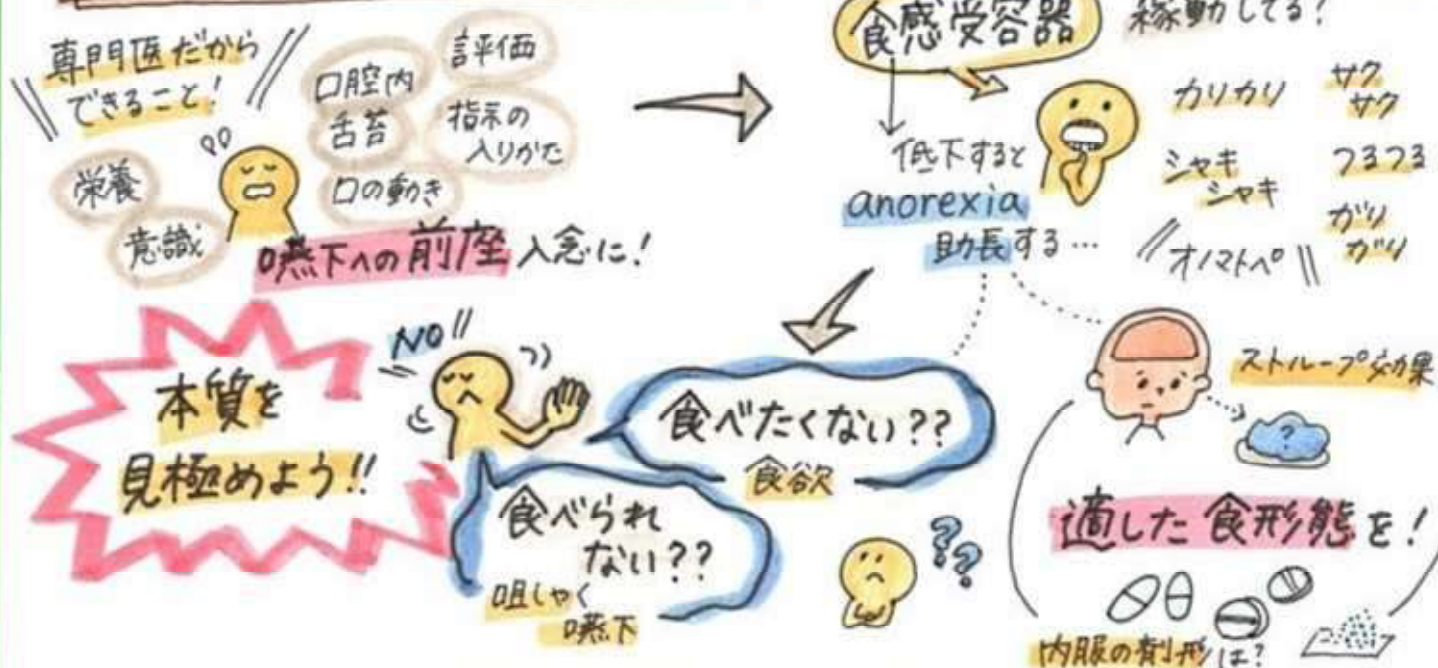 専門医だから
できること!
口腔内
評価
舌苔
指示の
入りかた
栄養
口の動き
意識
嚥下への前座 入念に!
食感受容器 稼動してる?
低下すると
anorexia
助長する…
カリカリ
サク
サク
シャキ
シャキ
つるつる
ガリ
ガリ
オノマトペ
本質を
見極めよう!!
NO
食べたくない??
食欲
食べられ
ない??
咀しゃく
嚥下
??
ストループ効果
?
適した食形態を!
内服の剤形は?